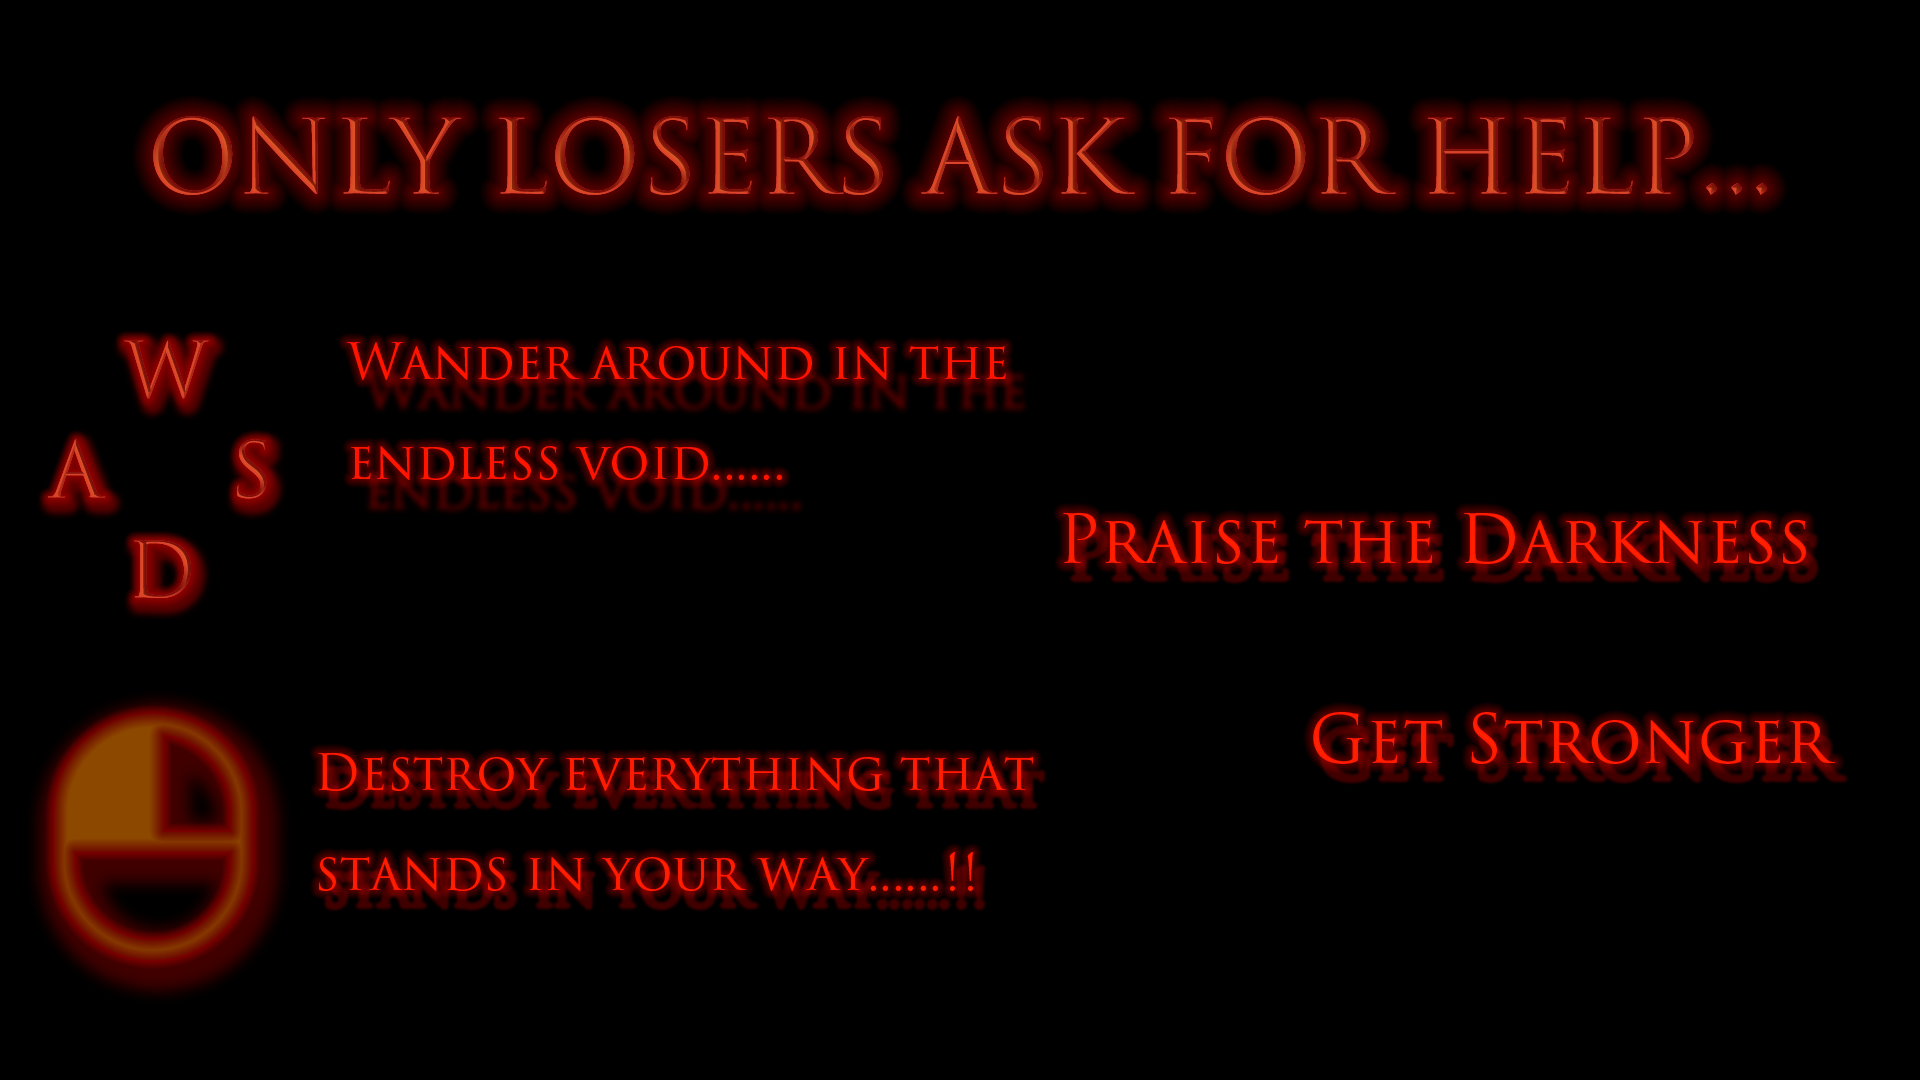 ONLY LOSERS ASK FOR HELP...
W
A S
D
Wander around in the
endless void......
Praise the Darkness
Get Stronger
Destroy everything that
stands in your way......!!